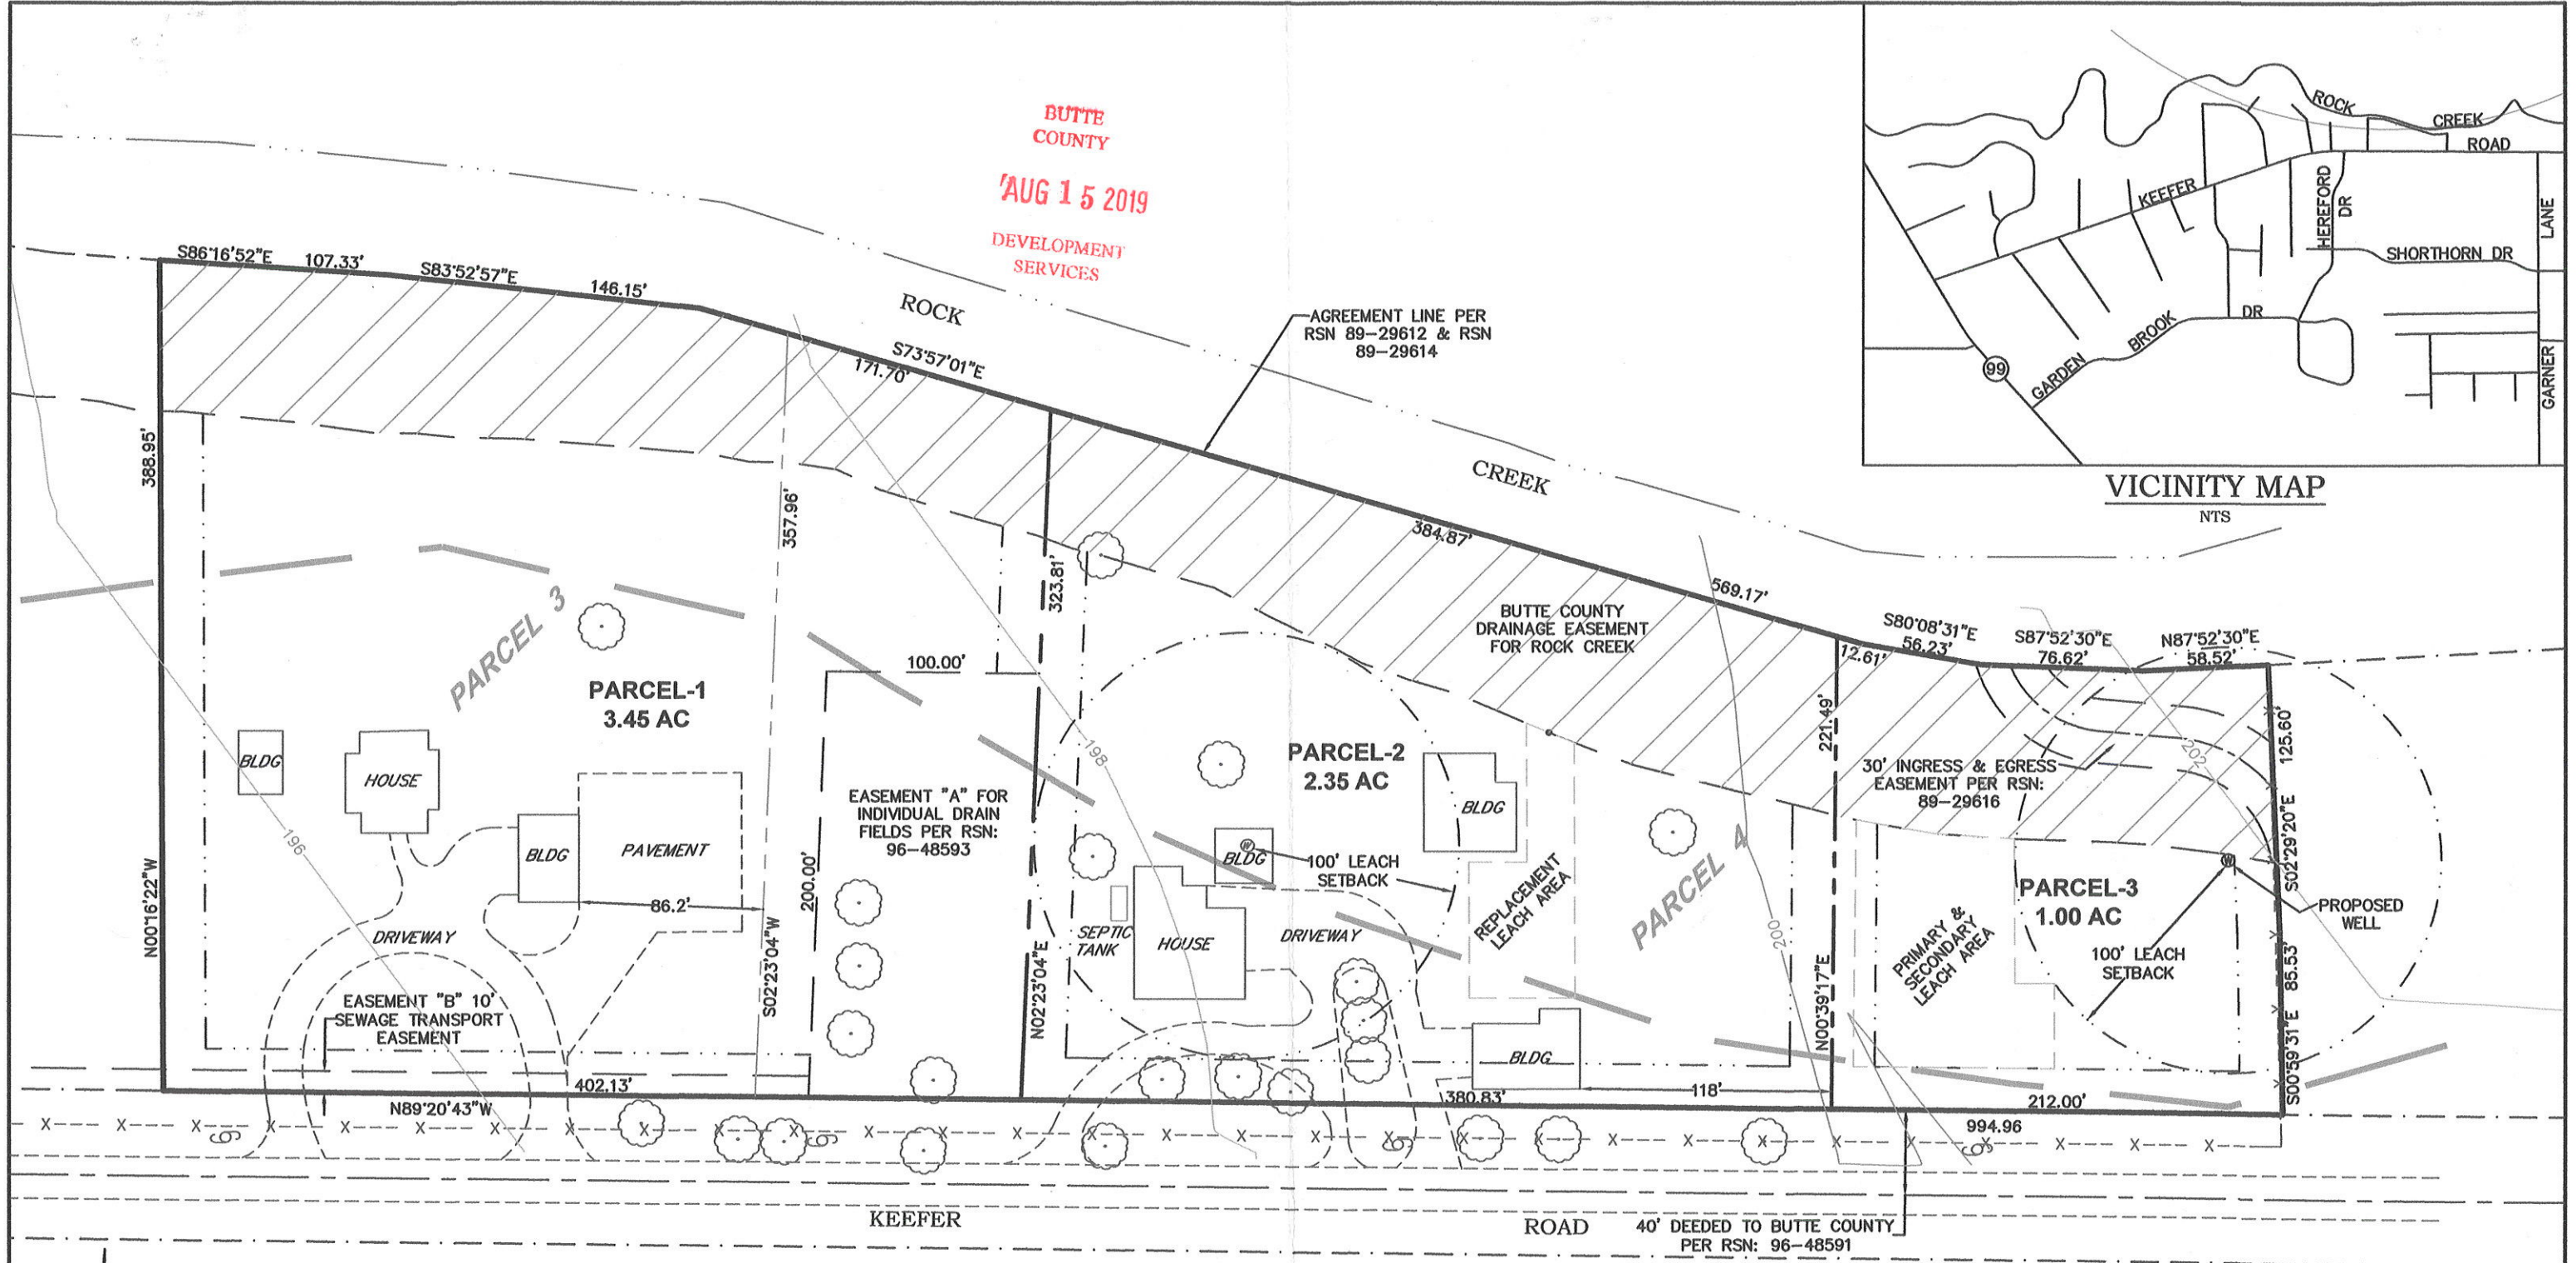 BUTTE
COUNTY
AUG 15 2019
DEVELOPMENT
SERVICES
ROCK
CREEK
ROAD
KEEFER
HEREFORD
DR
LANE
SHORTHORN DR
GARDEN
BROOK
DR
99
GARNER
VICINITY MAP
NTS
S86°16'52"E
107.33'
S83°52'57"E
146.15'
ROCK
S73°57'01"E
171.70'
AGREEMENT LINE PER
RSN 89-29612 & RSN
89-29614
CREEK
384.87'
569.17'
388.95'
357.96'
323.81'
BUTTE COUNTY
DRAINAGE EASEMENT
FOR ROCK CREEK
S80°08'31"E
12.61'
56.23'
S87°52'30"E
76.62'
N87°52'30"E
58.52'
PARCEL 3
PARCEL-1
3.45 AC
100.00'
PARCEL-2
2.35 AC
221.49'
125.60'
202
198
30' INGRESS & EGRESS
EASEMENT PER RSN:
89-29616
BLDG
HOUSE
BLDG
PAVEMENT
EASEMENT "A" FOR
INDIVIDUAL DRAIN
FIELDS PER RSN:
96-48593
BLDG
W
BLDG
100' LEACH
SETBACK
REPLACEMENT
LEACH AREA
PARCEL 4
196
200.00'
86.2'
PARCEL-3
1.00 AC
W
S02°29'20"E
PROPOSED
WELL
PRIMARY &
SECONDARY
LEACH AREA
100' LEACH
SETBACK
85.53'
N00°16'22"W
DRIVEWAY
S02°23'04"W
SEPTIC
TANK
HOUSE
DRIVEWAY
200
N02°23'04"E
N00°39'17"E
EASEMENT "B" 10'
SEWAGE TRANSPORT
EASEMENT
BLDG
S00°59'31"E
402.13'
N89°20'43"W
380.83'
118'
212.00'
994.96
KEEFER
ROAD
40' DEEDED TO BUTTE COUNTY
PER RSN: 96-48591